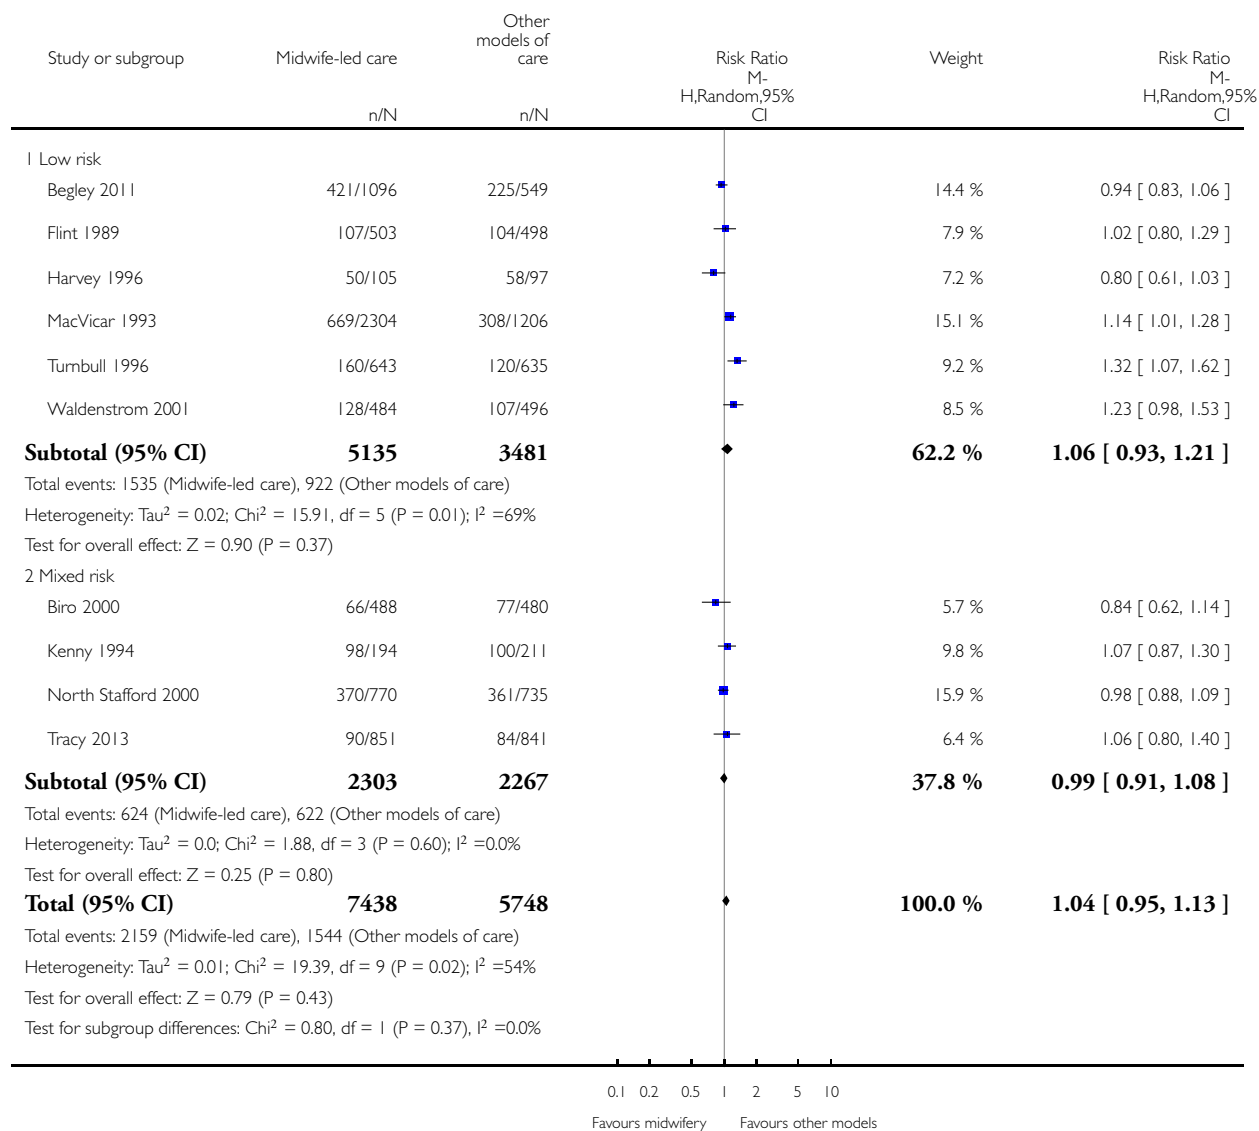 Other
models of
Study or subgroup Midwife-led care care Risk Ratio Weight Risk Ratio
M- M-
H,Random,95% H,Random,95%
n/N n/N CI CI
1 Low risk
Begley 2011 421/1096 225/549 14.4 % 0.94 [ 0.83, 1.06 ]
Flint 1989 107/503 104/498 7.9 % 1.02 [ 0.80, 1.29 ]
Harvey 1996 50/105 58/97 7.2 % 0.80 [ 0.61, 1.03 ]
MacVicar 1993 669/2304 308/1206 15.1 % 1.14 [ 1.01, 1.28 ]
Turnbull 1996 160/643 120/635 9.2 % 1.32 [ 1.07, 1.62 ]
Waldenstrom 2001 128/484 107/496 8.5 % 1.23 [ 0.98, 1.53 ]
Subtotal (95% CI) 5135 3481 62.2 % 1.06 [ 0.93, 1.21 ]
Total events: 1535 (Midwife-led care), 922 (Other models of care)
Heterogeneity: Tau² = 0.02; Chi² = 15.91, df = 5 (P = 0.01); I² =69%
Test for overall effect: Z = 0.90 (P = 0.37)
2 Mixed risk
Biro 2000 66/488 77/480 5.7 % 0.84 [ 0.62, 1.14 ]
Kenny 1994 98/194 100/211 9.8 % 1.07 [ 0.87, 1.30 ]
North Stafford 2000 370/770 361/735 15.9 % 0.98 [ 0.88, 1.09 ]
Tracy 2013 90/851 84/841 6.4 % 1.06 [ 0.80, 1.40 ]
Subtotal (95% CI) 2303 2267 37.8 % 0.99 [ 0.91, 1.08 ]
Total events: 624 (Midwife-led care), 622 (Other models of care)
Heterogeneity: Tau² = 0.0; Chi² = 1.88, df = 3 (P = 0.60); I² =0.0%
Test for overall effect: Z = 0.25 (P = 0.80)
Total (95% CI) 7438 5748 100.0 % 1.04 [ 0.95, 1.13 ]
Total events: 2159 (Midwife-led care), 1544 (Other models of care)
Heterogeneity: Tau² = 0.01; Chi² = 19.39, df = 9 (P = 0.02); I² =54%
Test for overall effect: Z = 0.79 (P = 0.43)
Test for subgroup differences: Chi² = 0.80, df = 1 (P = 0.37), I² =0.0%
0.1 0.2 0.5 1 2 5 10
Favours midwifery Favours other models